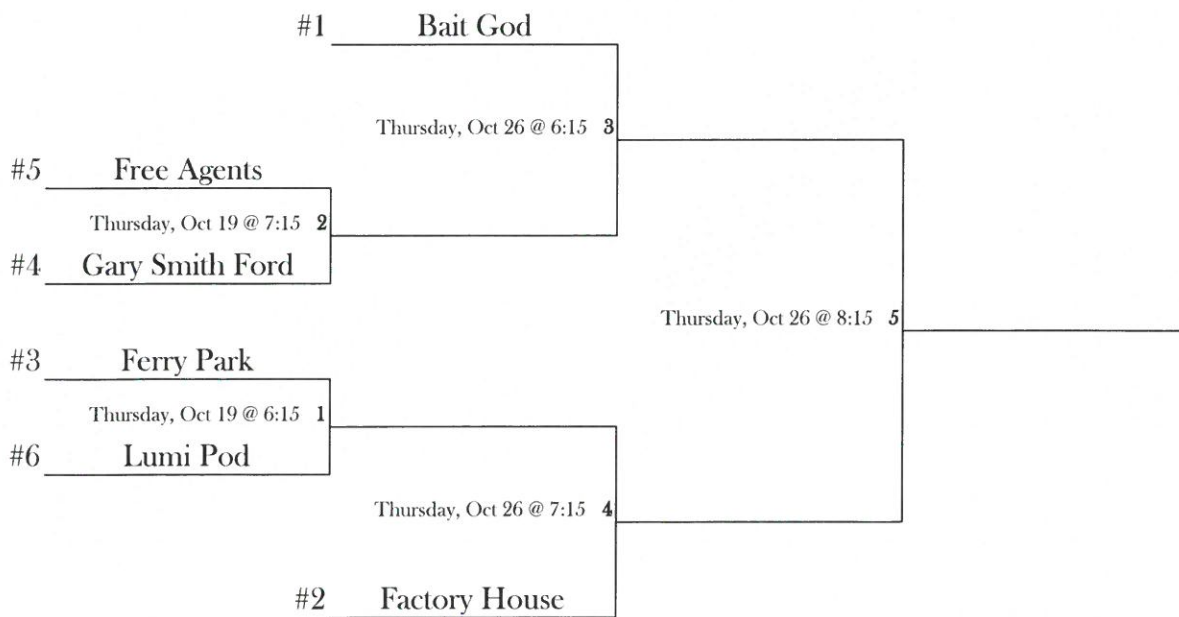 #1 Bait God
Thursday, Oct 26 @ 6:15 3
#5 Free Agents
Thursday, Oct 19 @ 7:15 2
#4 Gary Smith Ford
Thursday, Oct 26 @ 8:15 5
#3 Ferry Park
Thursday, Oct 19 @ 6:15 1
#6 Lumi Pod
Thursday, Oct 26 @ 7:15 4
#2 Factory House